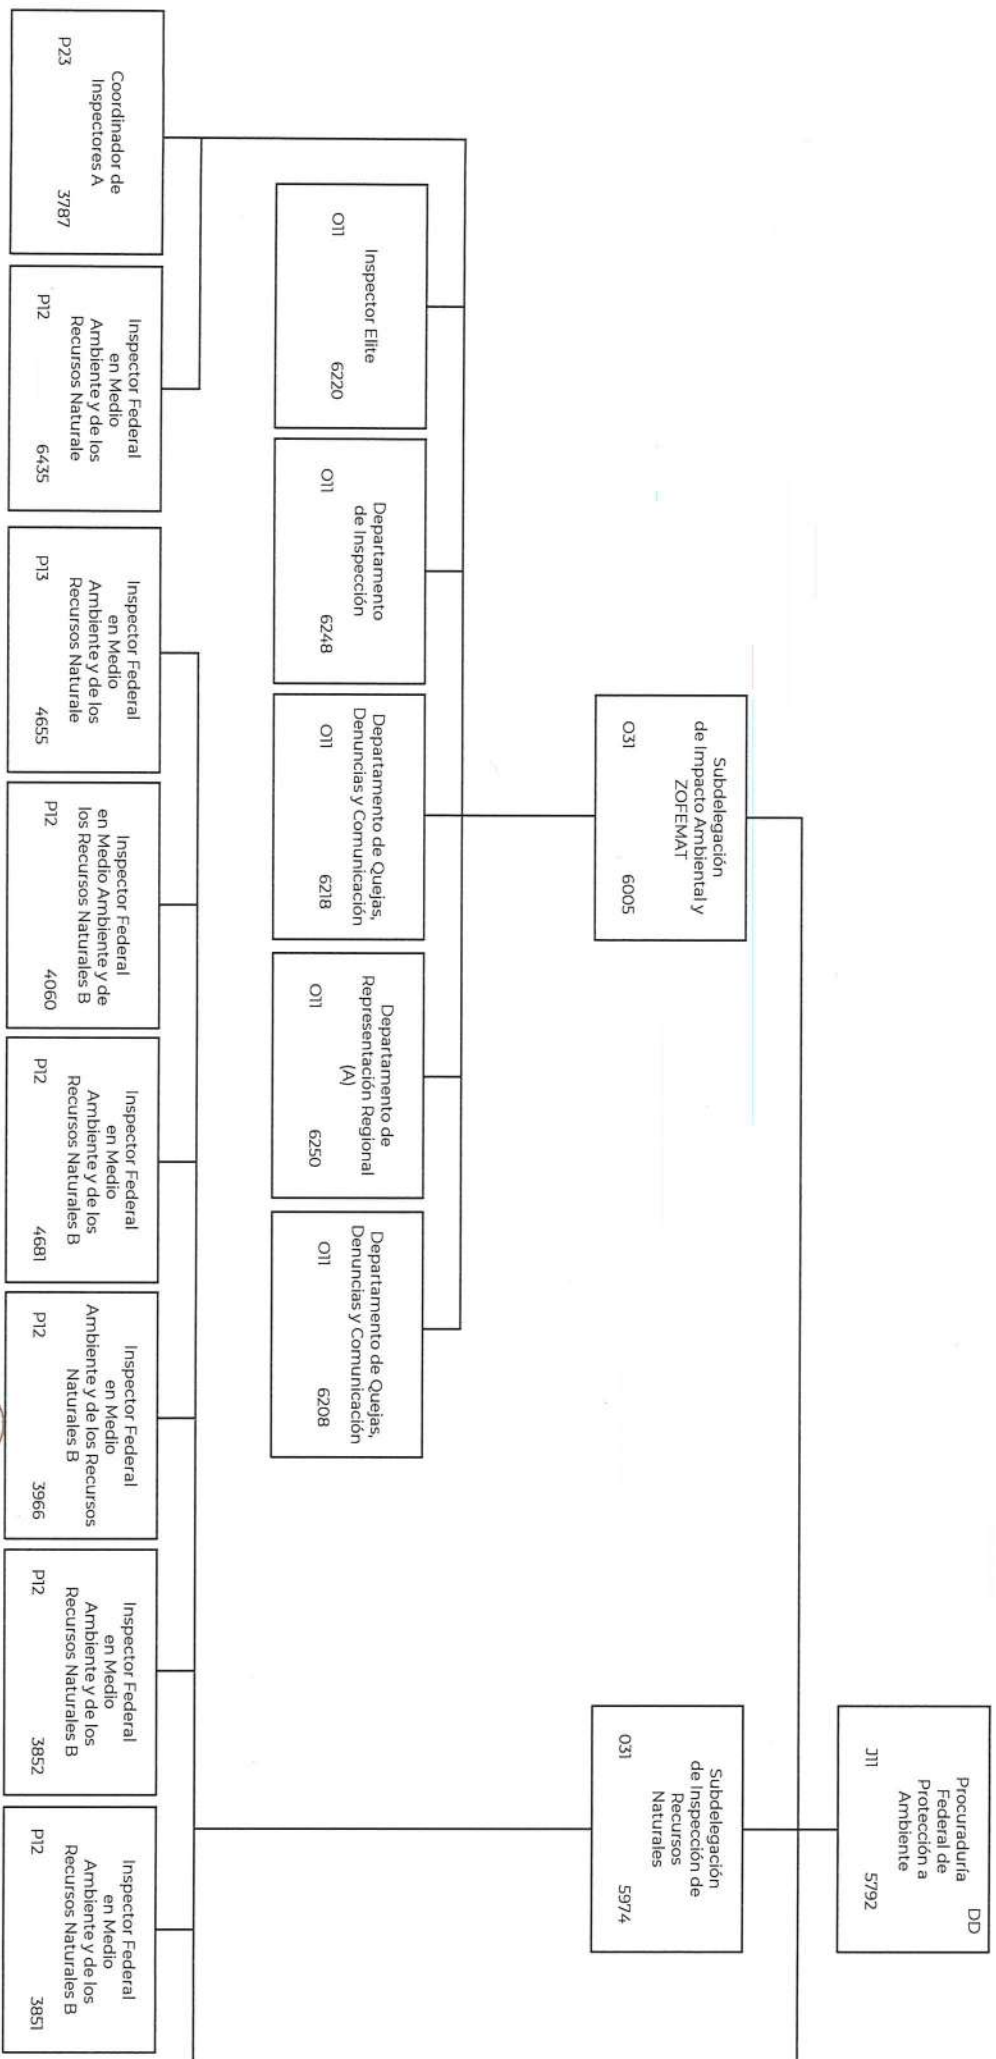 DD
Procuraduría
Federal de
Protección a
Ambiente
J11 5792
Subdelegación
de Impacto Ambiental y
ZOFEMAT
O31 6005
Subdelegación
de Inspección de
Recursos
Naturales
031 5974
Inspector Elite
O11 6220
Departamento
de Inspección
O11 6248
Departamento de Quejas,
Denuncias y Comunicación
O11 6218
Departamento de
Representación Regional
(A)
O11 6250
Departamento de Quejas,
Denuncias y Comunicación
O11 6208
Coordinador de
Inspectores A
P23 3787
Inspector Federal
en Medio
Ambiente y de los
Recursos Naturale
P12 6435
Inspector Federal
en Medio
Ambiente y de los
Recursos Naturale
P13 4655
Inspector Federal
en Medio Ambiente y de
los Recursos Naturales B
P12 4060
Inspector Federal
en Medio
Ambiente y de los
Recursos Naturales B
P12 4681
Inspector Federal
en Medio
Ambiente y de los Recursos
Naturales B
P12 3966
Inspector Federal
en Medio
Ambiente y de los
Recursos Naturales B
P12 3852
Inspector Federal
en Medio
Ambiente y de los
Recursos Naturales B
P12 3851